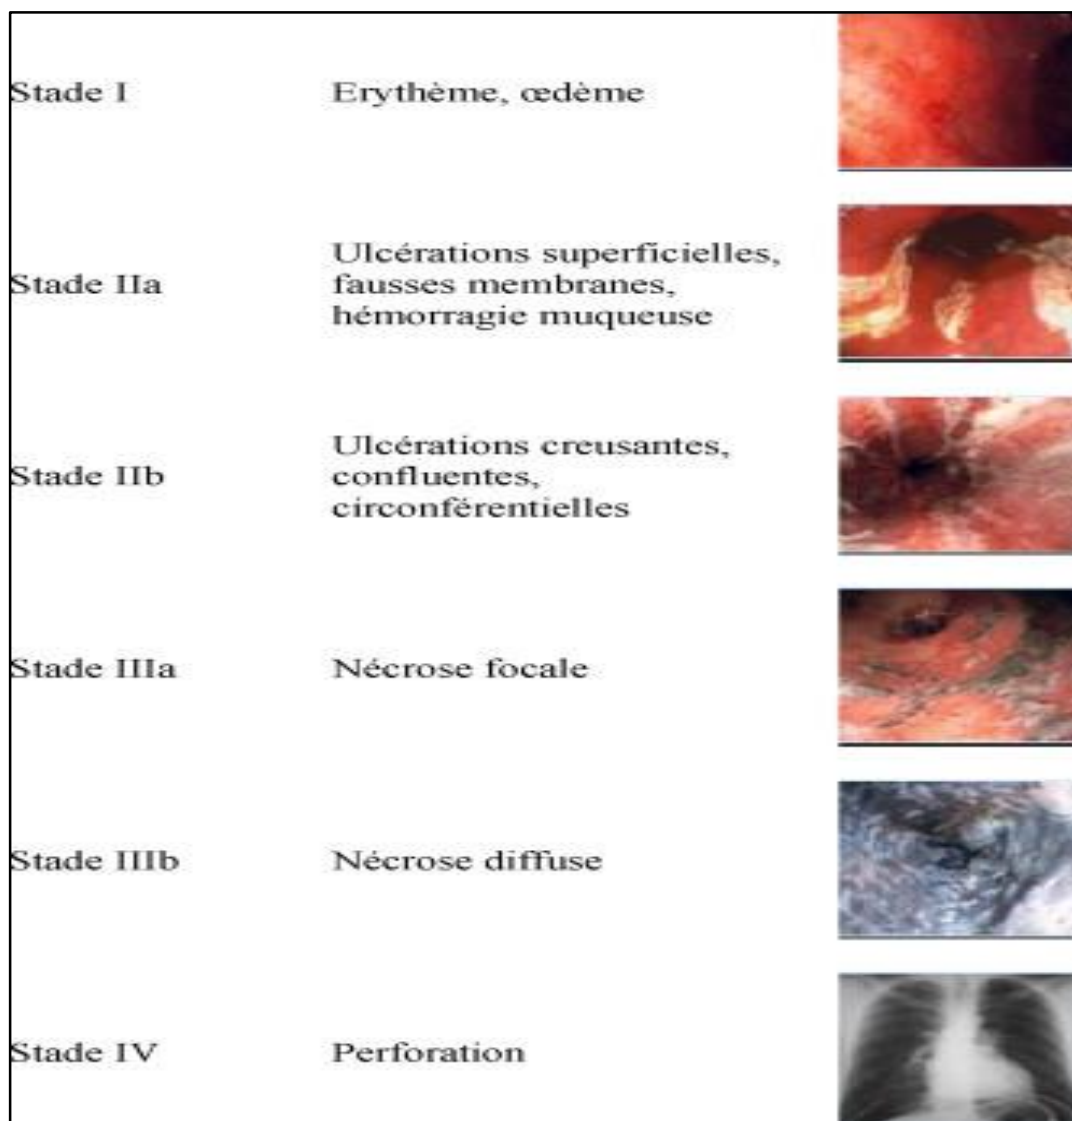 Stade I
Erythème, œdème
Stade IIa
Ulcérations superficielles,
fausses membranes,
hémorragie muqueuse
Stade IIb
Ulcérations creusantes,
confluentes,
circonférentielles
Stade IIIa
Nécrose focale
Stade IIIb
Nécrose diffuse
Stade IV
Perforation